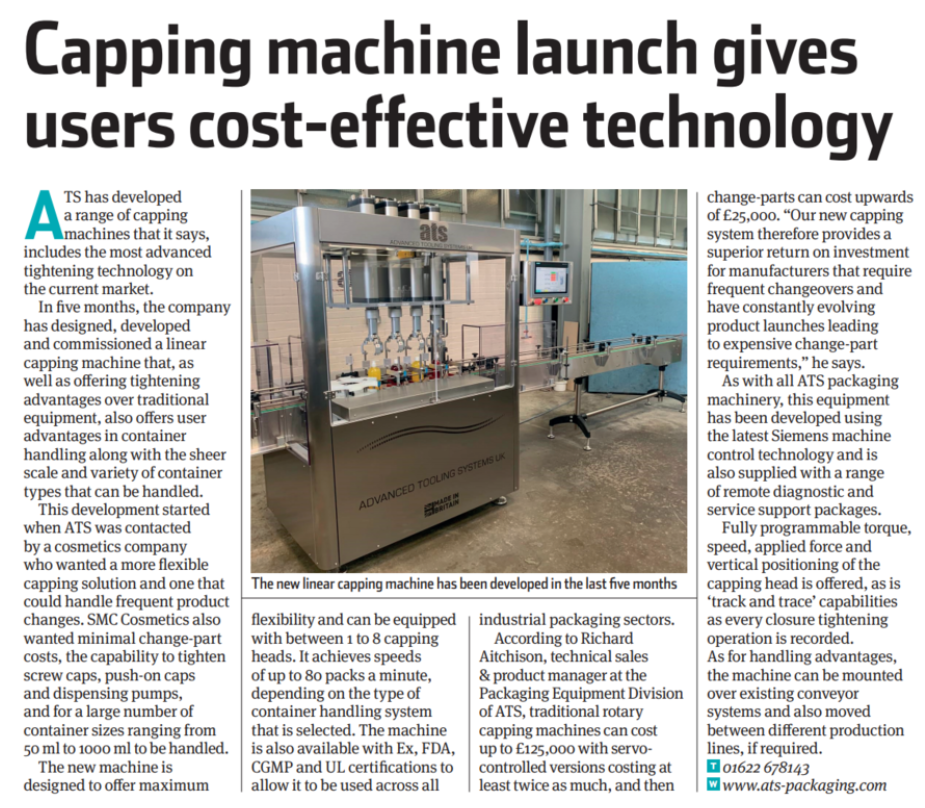 Capping machine launch gives
users cost-effective technology
ATS has developed
a range of capping
machines that it says,
includes the most advanced
tightening technology on
the current market.
In five months, the company
has designed, developed
and commissioned a linear
capping machine that, as
well as offering tightening
advantages over traditional
equipment, also offers user
advantages in container
handling along with the sheer
scale and variety of container
types that can be handled.
This development started
when ATS was contacted
by a cosmetics company
who wanted a more flexible
capping solution and one that
could handle frequent product
changes. SMC Cosmetics also
wanted minimal change-part
costs, the capability to tighten
screw caps, push-on caps
and dispensing pumps,
and for a large number of
container sizes ranging from
50 ml to 1000 ml to be handled.
The new machine is
designed to offer maximum
ats
ADVANCED TOOLING SYSTEMS UK
ADVANCED TOOLING SYSTEMS UK
MADE IN
BRITAIN
The new linear capping machine has been developed in the last five months
flexibility and can be equipped
with between 1 to 8 capping
heads. It achieves speeds
of up to 80 packs a minute,
depending on the type of
container handling system
that is selected. The machine
is also available with Ex, FDA,
CGMP and UL certifications to
allow it to be used across all
industrial packaging sectors.
According to Richard
Aitchison, technical sales
& product manager at the
Packaging Equipment Division
of ATS, traditional rotary
capping machines can cost
up to £125,000 with servo-
controlled versions costing at
least twice as much, and then
change-parts can cost upwards
of £25,000. “Our new capping
system therefore provides a
superior return on investment
for manufacturers that require
frequent changeovers and
have constantly evolving
product launches leading
to expensive change-part
requirements,” he says.
As with all ATS packaging
machinery, this equipment
has been developed using
the latest Siemens machine
control technology and is
also supplied with a range
of remote diagnostic and
service support packages.
Fully programmable torque,
speed, applied force and
vertical positioning of the
capping head is offered, as is
‘track and trace’ capabilities
as every closure tightening
operation is recorded.
As for handling advantages,
the machine can be mounted
over existing conveyor
systems and also moved
between different production
lines, if required.
T 01622 678143
W www.ats-packaging.com